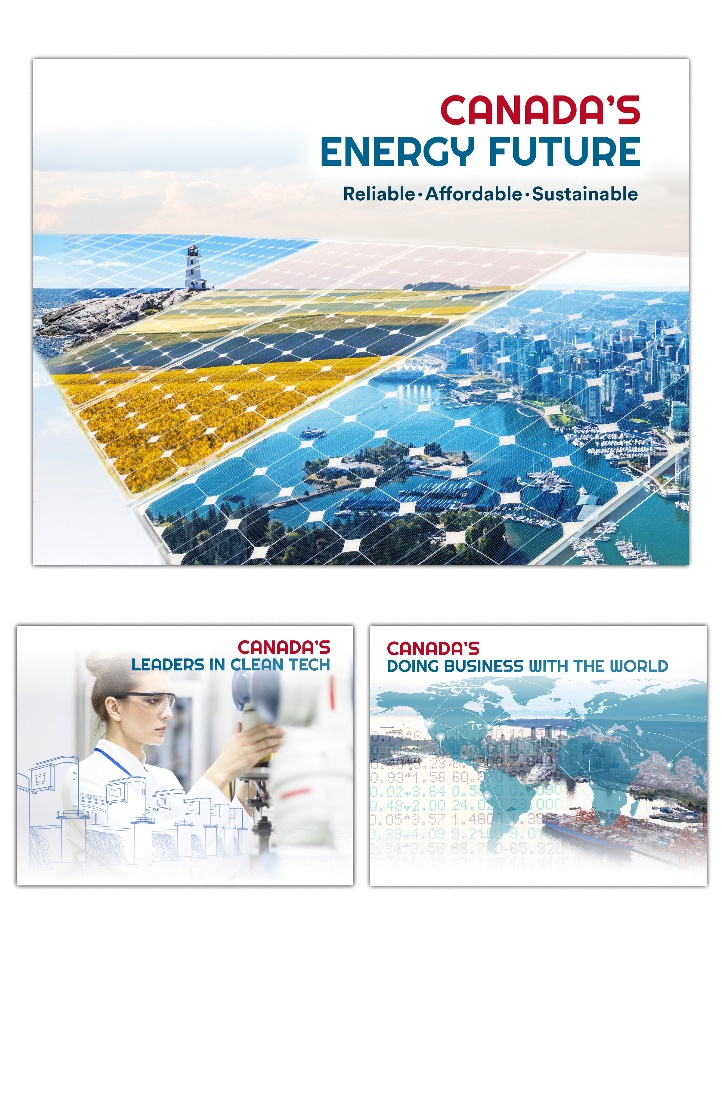 CANADA'S
ENERGY FUTURE
Reliable·Affordable·Sustainable
CANADA'S
LEADERS IN CLEAN TECH
CANADA'S
DOING BUSINESS WITH THE WORLD